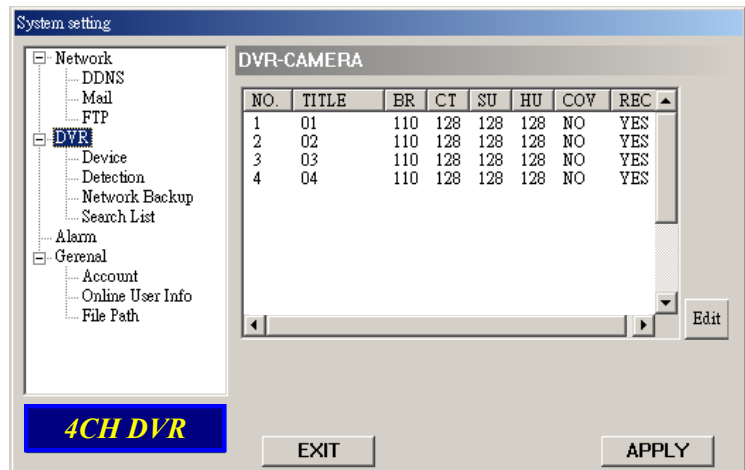 System setting
Network
DDNS
Mail
FTP
DVR
Device
Detection
Network Backup
Search List
Alarm
Gerenal
Account
Online User Info
File Path
4CH DVR
DVR-CAMERA
NO. TITLE BR CT SU HU COV REC
1 01 110 128 128 128 NO YES
2 02 110 128 128 128 NO YES
3 03 110 128 128 128 NO YES
4 04 110 128 128 128 NO YES
Edit
EXIT APPLY